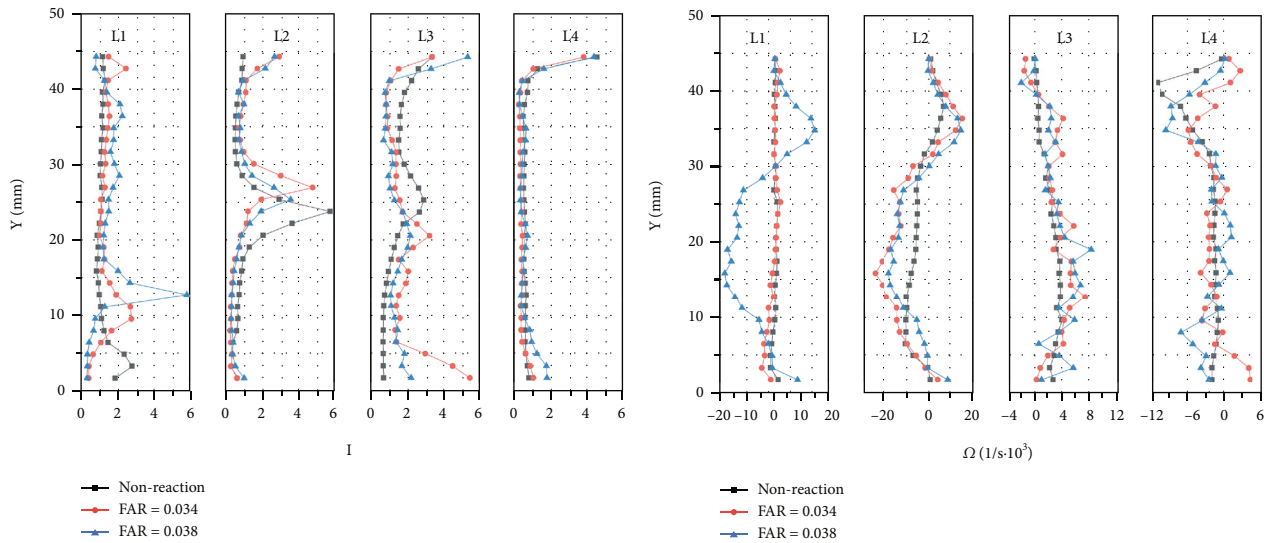 L1 L2 L3 L4
50
40
30
20
10
0
Y (mm)
0 2 4 6 0 2 4 6 0 2 4 6 0 2 4 6
I
Non-reaction
FAR = 0.034
FAR = 0.038
L1 L2 L3 L4
50
40
30
20
10
0
Y (mm)
−20 −10 0 10 20 −20 0 20 −4 0 4 8 12 −12 −6 0 6
Ω (1/s·10³)
Non-reaction
FAR = 0.034
FAR = 0.038